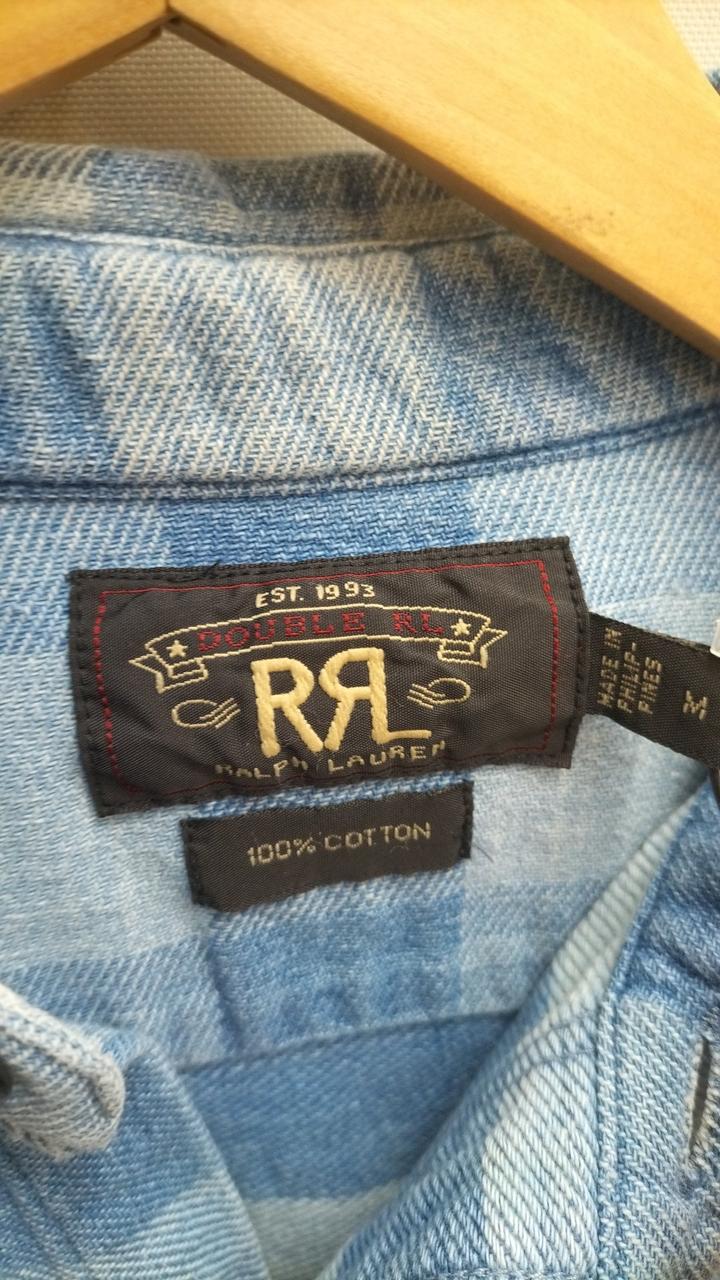 EST. 1993
DOUBLE RL
RRL
RALPH LAUREN
100% COTTON
MADE IN
PHILIP-
PINES
M